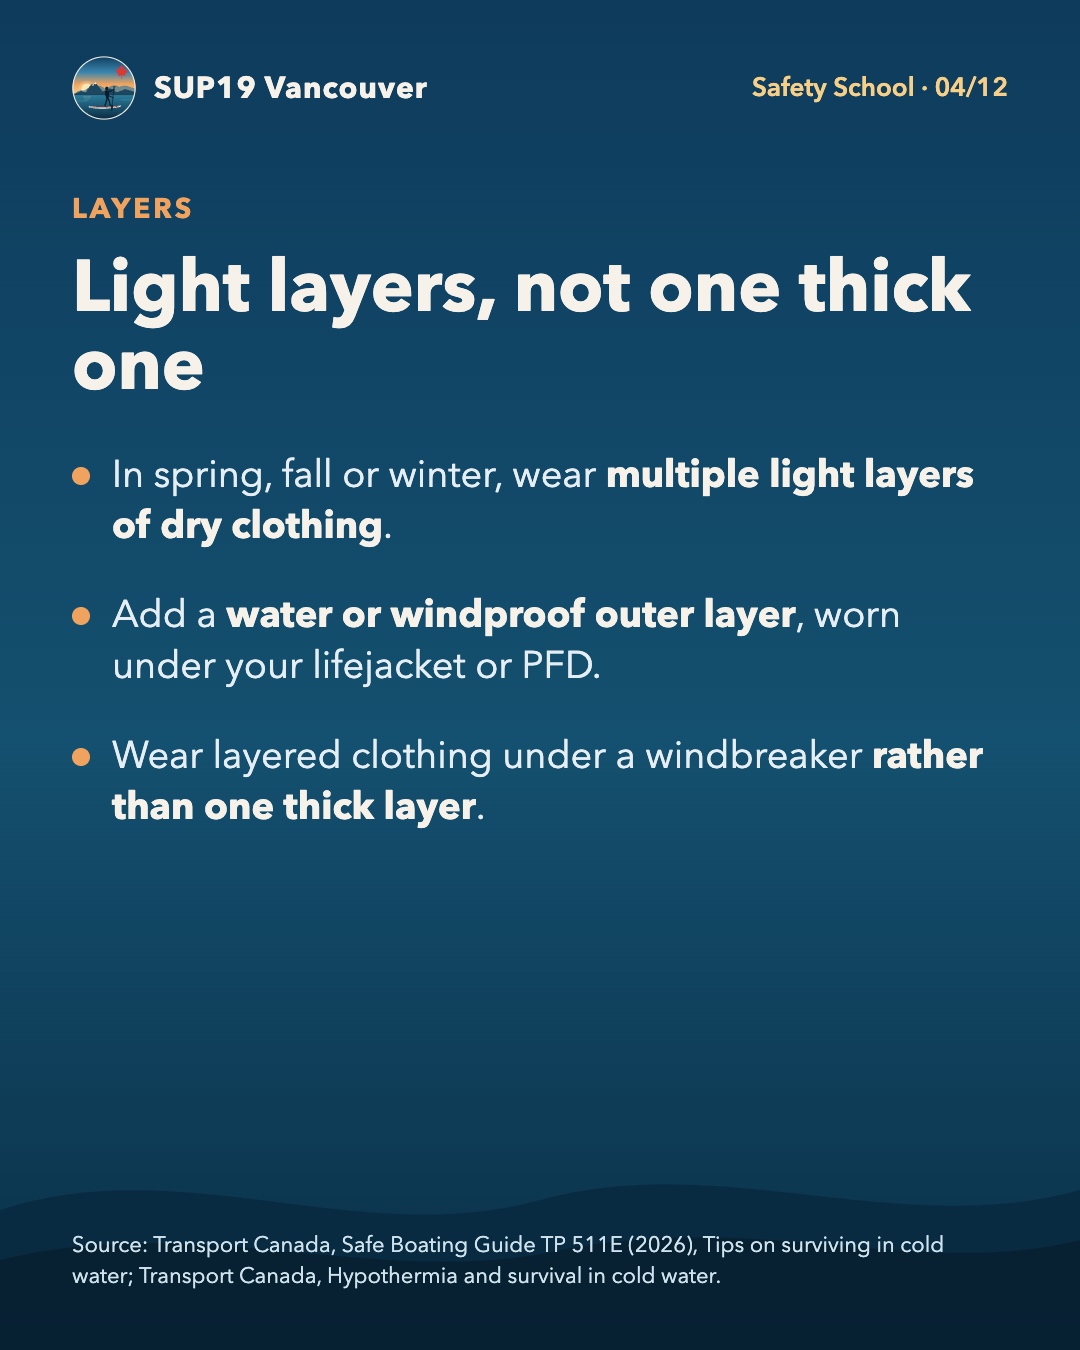 SUP19 Vancouver
Safety School · 04/12
LAYERS
Light layers, not one thick
one
In spring, fall or winter, wear multiple light layers
of dry clothing.
Add a water or windproof outer layer, worn
under your lifejacket or PFD.
Wear layered clothing under a windbreaker rather
than one thick layer.
Source: Transport Canada, Safe Boating Guide TP 511E (2026), Tips on surviving in cold
water; Transport Canada, Hypothermia and survival in cold water.